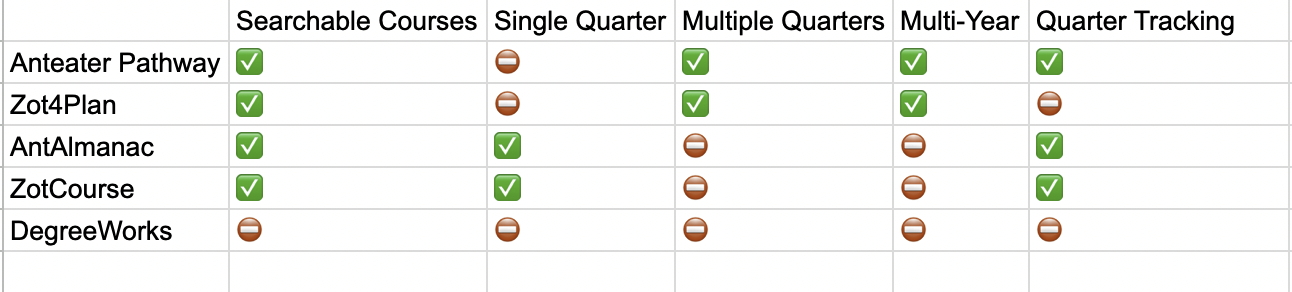 Searchable Courses Single Quarter Multiple Quarters Multi-Year Quarter Tracking
Anteater Pathway ✅ ⛔ ✅ ✅ ✅
Zot4Plan ✅ ⛔ ✅ ✅ ⛔
AntAlmanac ✅ ✅ ⛔ ⛔ ✅
ZotCourse ✅ ✅ ⛔ ⛔ ✅
DegreeWorks ⛔ ⛔ ⛔ ⛔ ⛔